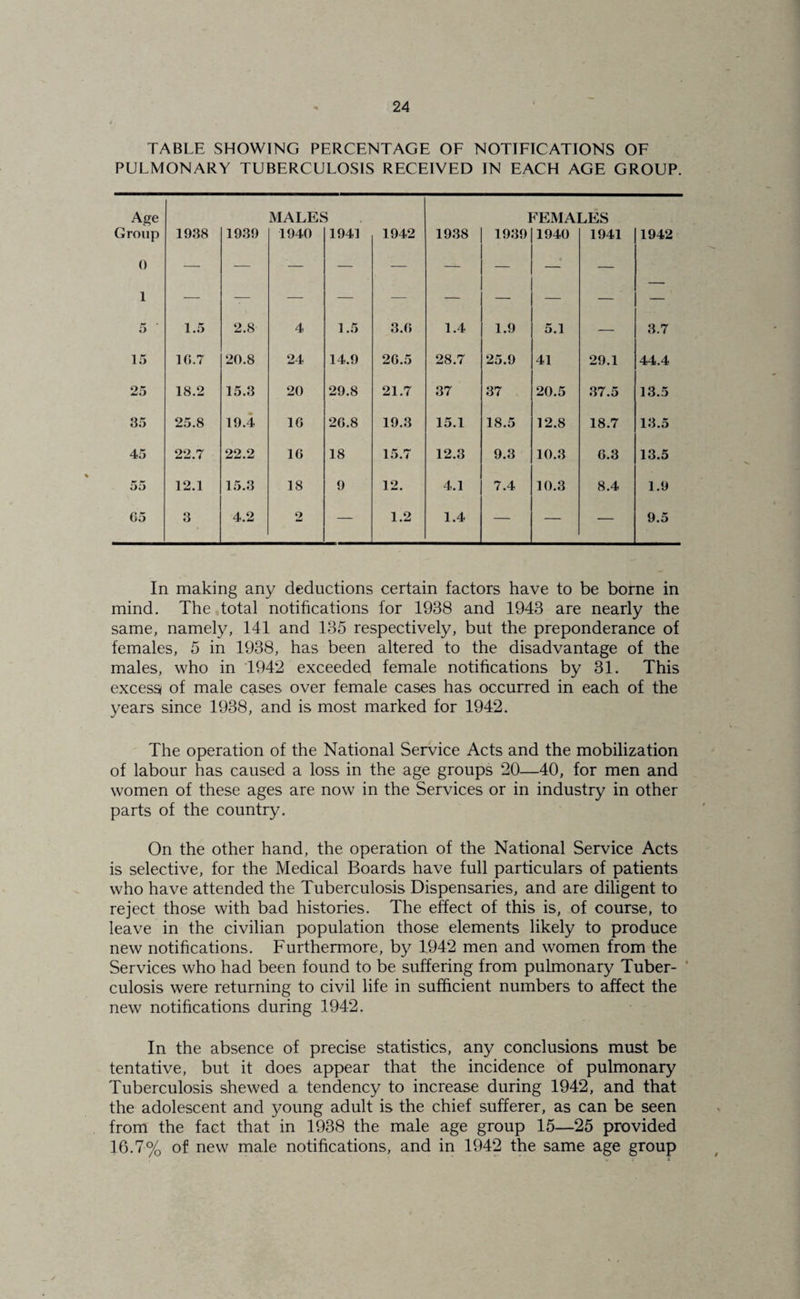 24
TABLE SHOWING PERCENTAGE OF NOTIFICATIONS OF
PULMONARY TUBERCULOSIS RECEIVED IN EACH AGE GROUP.
Age MALES FEMALES
Group 1938 1939 1940 1941 1942 1938 1939 1940 1941 1942
0 — — — — — — — — — —
1 — — — — — — — — — —
5 1.5 2.8 4 1.5 3.6 1.4 1.9 5.1 — 3.7
15 16.7 20.8 24 14.9 26.5 28.7 25.9 41 29.1 44.4
25 18.2 15.3 20 29.8 21.7 37 37 20.5 37.5 13.5
35 25.8 19.4 16 26.8 19.3 15.1 18.5 12.8 18.7 13.5
45 22.7 22.2 16 18 15.7 12.3 9.3 10.3 6.3 13.5
55 12.1 15.3 18 9 12. 4.1 7.4 10.3 8.4 1.9
65 3 4.2 2 — 1.2 1.4 — — — 9.5
In making any deductions certain factors have to be borne in
mind. The total notifications for 1938 and 1943 are nearly the
same, namely, 141 and 135 respectively, but the preponderance of
females, 5 in 1938, has been altered to the disadvantage of the
males, who in 1942 exceeded female notifications by 31. This
excess of male cases over female cases has occurred in each of the
years since 1938, and is most marked for 1942.
The operation of the National Service Acts and the mobilization
of labour has caused a loss in the age groups 20—40, for men and
women of these ages are now in the Services or in industry in other
parts of the country.
On the other hand, the operation of the National Service Acts
is selective, for the Medical Boards have full particulars of patients
who have attended the Tuberculosis Dispensaries, and are diligent to
reject those with bad histories. The effect of this is, of course, to
leave in the civilian population those elements likely to produce
new notifications. Furthermore, by 1942 men and women from the
Services who had been found to be suffering from pulmonary Tuber-
culosis were returning to civil life in sufficient numbers to affect the
new notifications during 1942.
In the absence of precise statistics, any conclusions must be
tentative, but it does appear that the incidence of pulmonary
Tuberculosis shewed a tendency to increase during 1942, and that
the adolescent and young adult is the chief sufferer, as can be seen
from the fact that in 1938 the male age group 15—25 provided
16.7% of new male notifications, and in 1942 the same age group